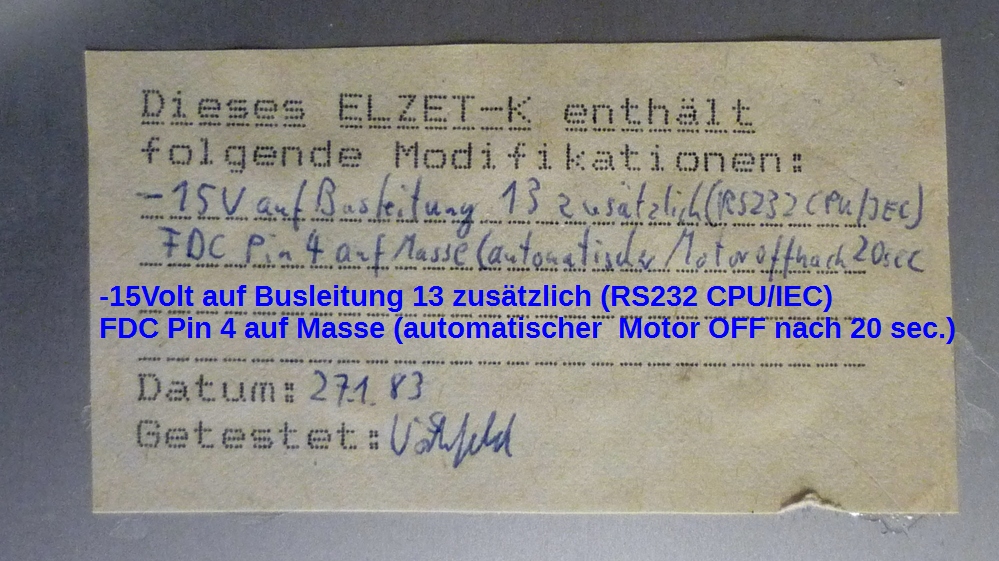 Dieses ELZET-K enthält
folgende Modifikationen:
-15V auf Busleitung 13 zusätzlich (RS232 CPU/IEC)
FDC Pin 4 auf Masse (automatischer Motor off nach 20sec
-15Volt auf Busleitung 13 zusätzlich (RS232 CPU/IEC)
FDC Pin 4 auf Masse (automatischer  Motor OFF nach 20 sec.)
Datum: 27.1.83
Getestet: